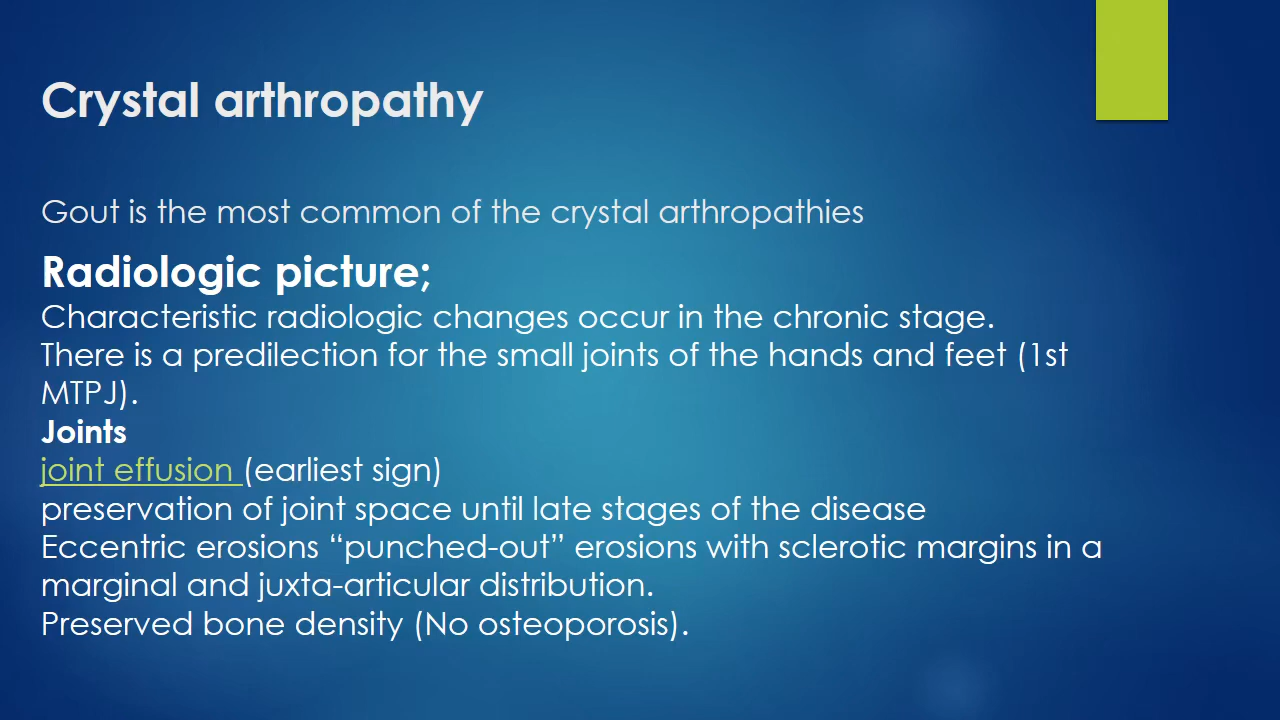 Crystal arthropathy
Gout is the most common of the crystal arthropathies
Radiologic picture;
Characteristic radiologic changes occur in the chronic stage.
There is a predilection for the small joints of the hands and feet (1st
MTPJ).
Joints
joint effusion (earliest sign)
preservation of joint space until late stages of the disease
Eccentric erosions “punched-out” erosions with sclerotic margins in a
marginal and juxta-articular distribution.
Preserved bone density (No osteoporosis).